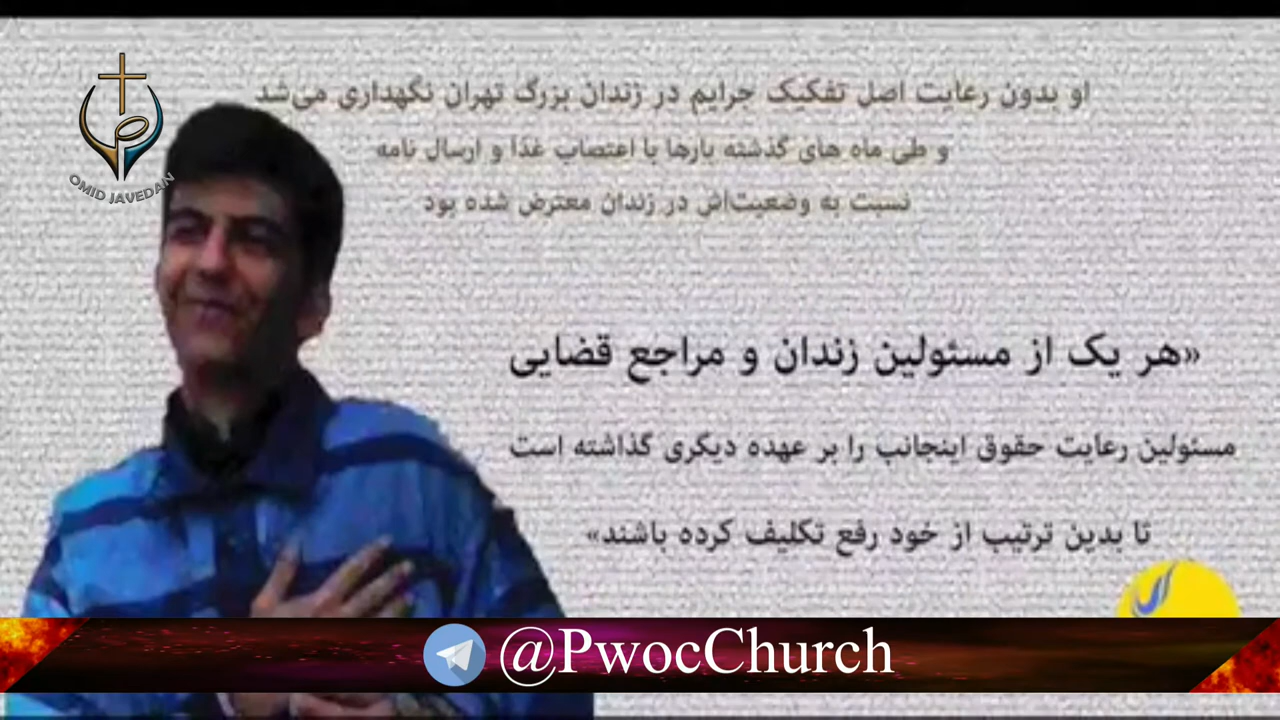 او بدون رعایت اصل تفکیک جرایم در زندان بزرگ تهران نگهداری می‌شد
و طی ماه های گذشته بارها با اعتصاب غذا و ارسال نامه
نسبت به وضعیت‌اش در زندان معترض شده بود
OMID JAVEDAN
«هر یک از مسئولین زندان و مراجع قضایی
مسئولین رعایت حقوق اینجانب را بر عهده دیگری گذاشته است
تا بدین ترتیب از خود رفع تکلیف کرده باشند»
@PwocChurch